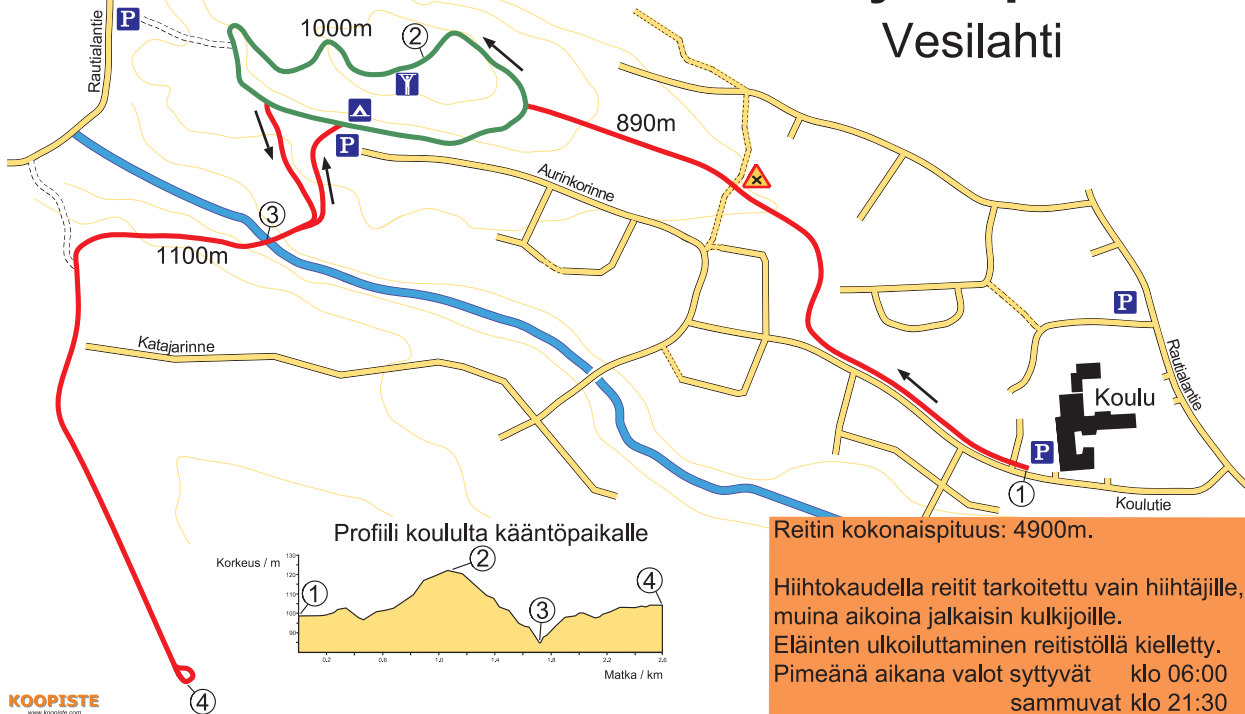 Vesilahti
P
Rautialantie
1000m
2
890m
P
Aurinkorinne
3
1100m
P
Katajarinne
Rautialantie
Koulu
P
1
Koulutie
Profiili koululta kääntöpaikalle
Korkeus / m
130
120
110
100
90
1
2
3
4
0.2 0.6 1.0 1.4 1.8 2.2 2.6
Matka / km
4
Reitin kokonaispituus: 4900m.
Hiihtokaudella reitit tarkoitettu vain hiihtäjille,
muina aikoina jalkaisin kulkijoille.
Eläinten ulkoiluttaminen reitistöllä kielletty.
Pimeänä aikana valot syttyvät klo 06:00
sammuvat klo 21:30
KOOPISTE
www.koopiste.com